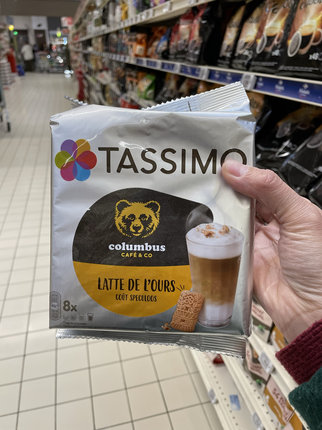 TASSIMO
columbus
CAFÉ & CO
LATTE DE L'OURS
GOÛT SPECULOOS
8x